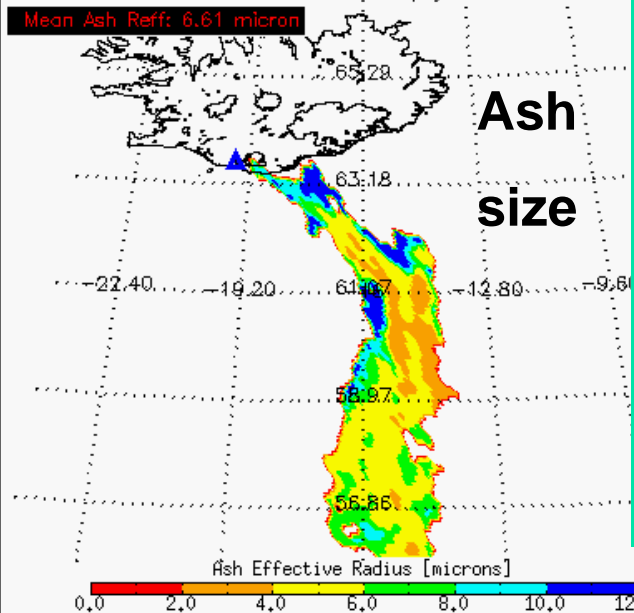 Mean Ash Reff: 6.61 micron
65.29
Ash
63.18
size
-22.40 -19.20 61.07 -12.80 -9.60
58.97
56.86
Ash Effective Radius [microns]
0.0 2.0 4.0 6.0 8.0 10.0